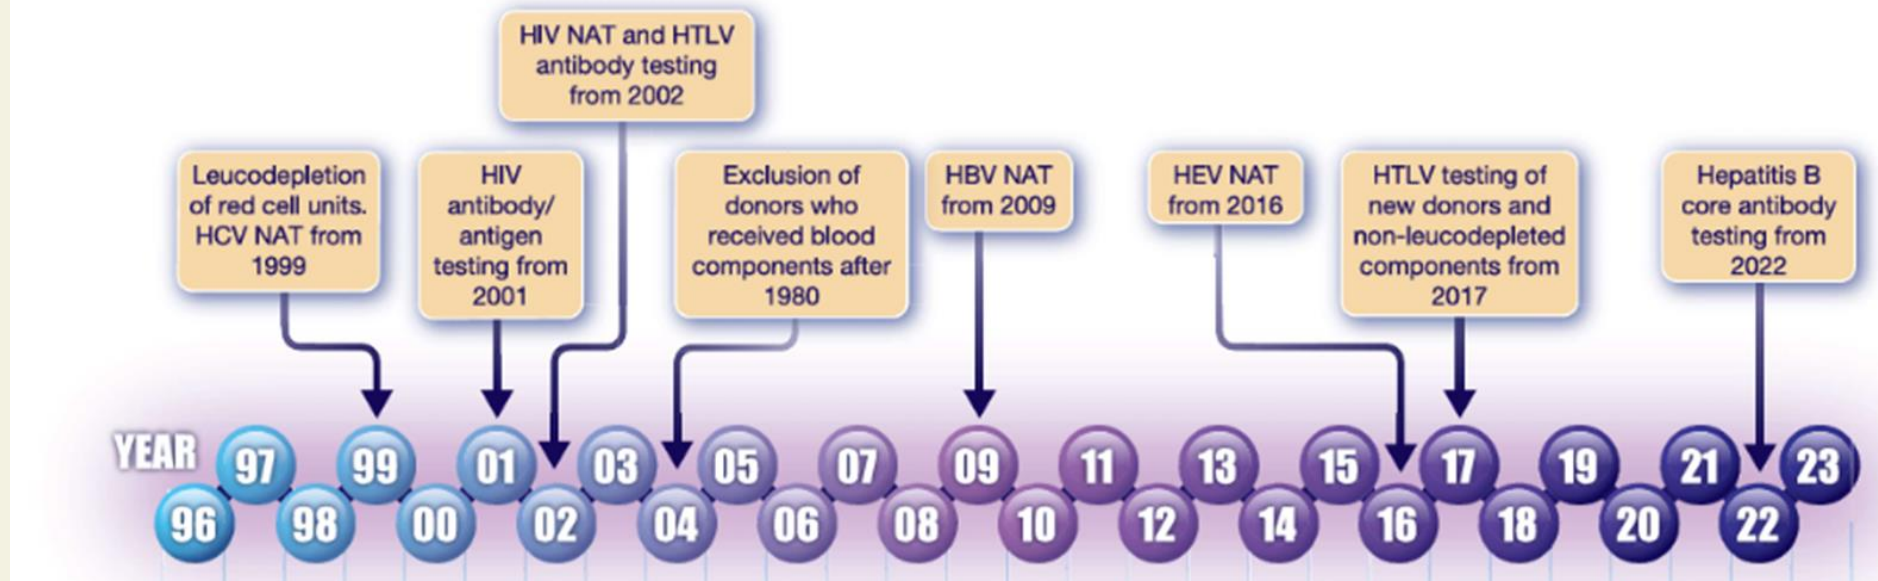 HIV NAT and HTLV
antibody testing
from 2002
Leucodepletion
of red cell units.
HCV NAT from
1999
HIV
antibody/
antigen
testing from
2001
Exclusion of
donors who
received blood
components after
1980
HBV NAT
from 2009
HEV NAT
from 2016
HTLV testing of
new donors and
non-leucodepleted
components from
2017
Hepatitis B
core antibody
testing from
2022
YEAR
97 99 01 03 05 07 09 11 13 15 17 19 21 23
96 98 00 02 04 06 08 10 12 14 16 18 20 22